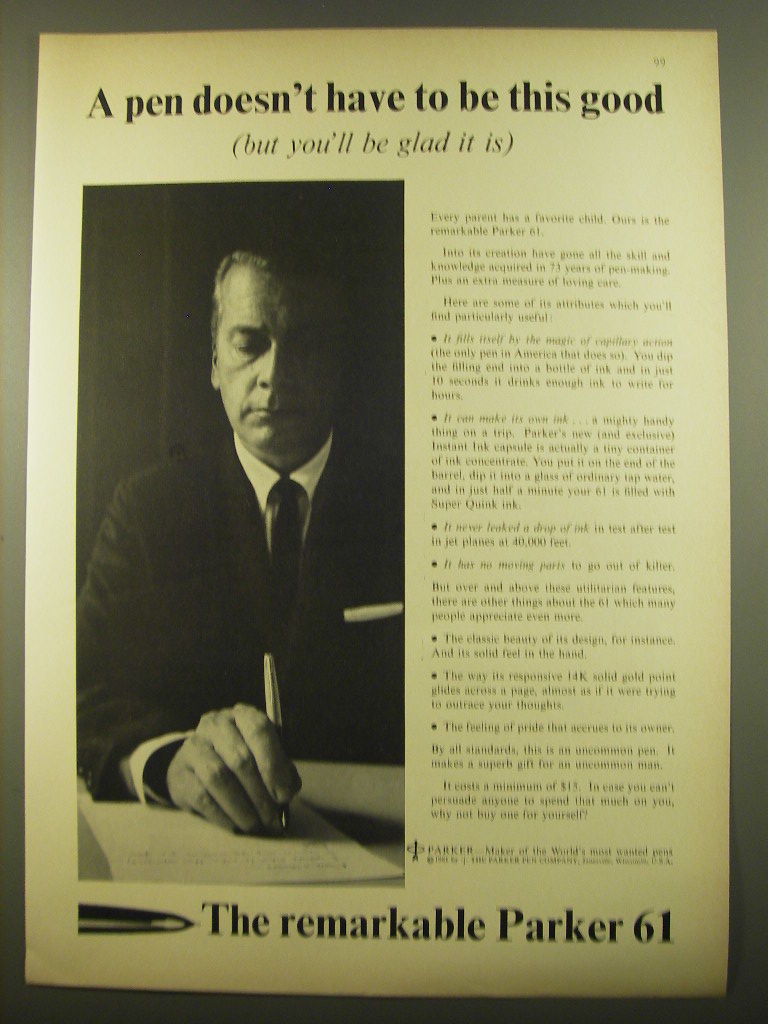 99
A pen doesn't have to be this good
(but you'll be glad it is)
Every parent has a favorite child. Ours is the
remarkable Parker 61.
Into its creation have gone all the skill and
knowledge acquired in 73 years of pen-making.
Plus an extra measure of loving care.
Here are some of its attributes which you'll
find particularly useful:
• It fills itself by the magic of capillary action
(the only pen in America that does so). You dip
the filling end into a bottle of ink and in just
10 seconds it drinks enough ink to write for
hours.
• It can make its own ink . . . a mighty handy
thing on a trip. Parker's new (and exclusive)
Instant Ink capsule is actually a tiny container
of ink concentrate. You put it on the end of the
barrel, dip it into a glass of ordinary tap water,
and in just half a minute your 61 is filled with
Super Quink ink.
• It never leaked a drop of ink in test after test
in jet planes at 40,000 feet.
• It has no moving parts to go out of kilter.
But over and above these utilitarian features,
there are other things about the 61 which many
people appreciate even more.
• The classic beauty of its design, for instance.
And its solid feel in the hand.
• The way its responsive 14K solid gold point
glides across a page, almost as if it were trying
to outrace your thoughts.
• The feeling of pride that accrues to its owner.
By all standards, this is an uncommon pen. It
makes a superb gift for an uncommon man.
It costs a minimum of $15. In case you can't
persuade anyone to spend that much on you,
why not buy one for yourself?
PARKER Maker of the World's most wanted pens
THE PARKER PEN COMPANY, Wisconsin, U.S.A.
The remarkable Parker 61